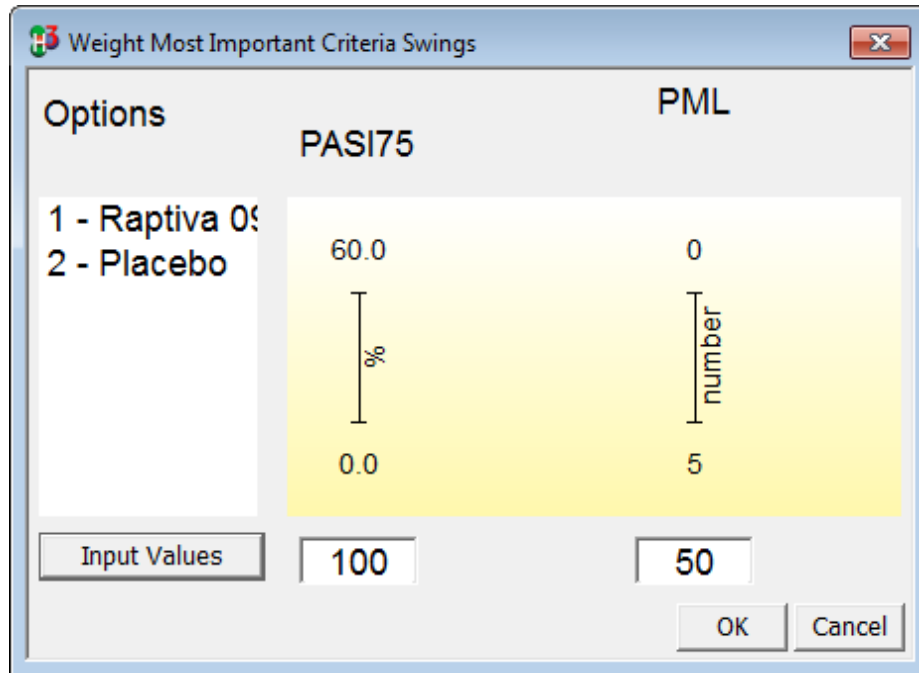 Weight Most Important Criteria Swings
Options
PASI75
PML
1 - Raptiva 09
2 - Placebo
60.0
0
%
number
0.0
5
Input Values
100
50
OK
Cancel